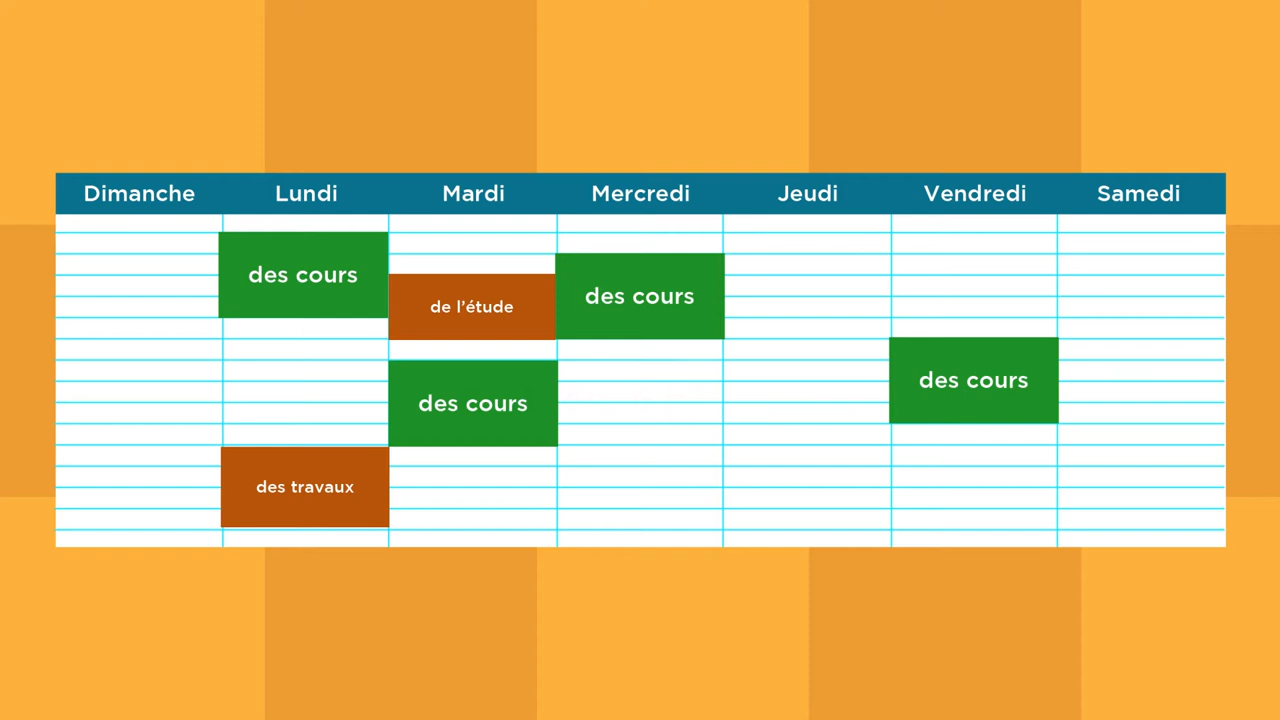 Dimanche Lundi Mardi Mercredi Jeudi Vendredi Samedi
des cours
de l’étude
des cours
des cours
des cours
des travaux